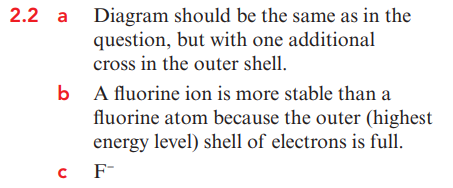 2.2 a Diagram should be the same as in the
question, but with one additional
cross in the outer shell.
b A fluorine ion is more stable than a
fluorine atom because the outer (highest
energy level) shell of electrons is full.
c F⁻